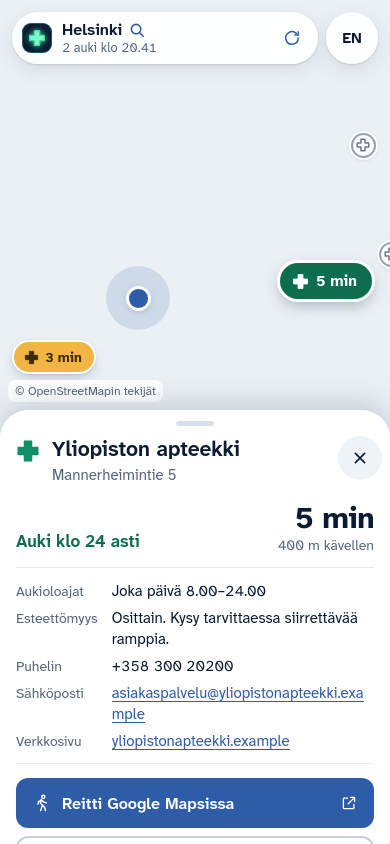 Helsinki
2 auki klo 20.41
EN
5 min
3 min
© OpenStreetMapin tekijät
Yliopiston apteekki
Mannerheimintie 5
5 min
Auki klo 24 asti
400 m kävellen
Aukioloajat
Joka päivä 8.00–24.00
Esteettömyys
Osittain. Kysy tarvittaessa siirrettävää
ramppia.
Puhelin
+358 300 20200
Sähköposti
asiakaspalvelu@yliopistonapteekki.exa
mple
Verkkosivu
yliopistonapteekki.example
Reitti Google Mapsissa